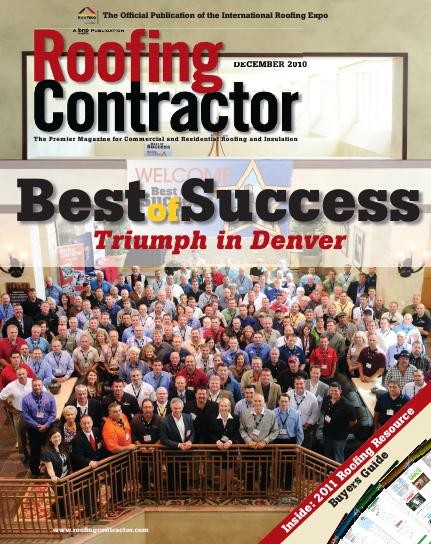 The Official Publication of the International Roofing Expo
A bnp PUBLICATION
Roofing
DECEMBER 2010
Contractor
The Premier Magazine for Commercial and Residential Roofing and Insulation
WELCOME
Best of Success
Triumph in Denver
Inside: 2011 Roofing Resource
Buyers Guide
www.roofingcontractor.com